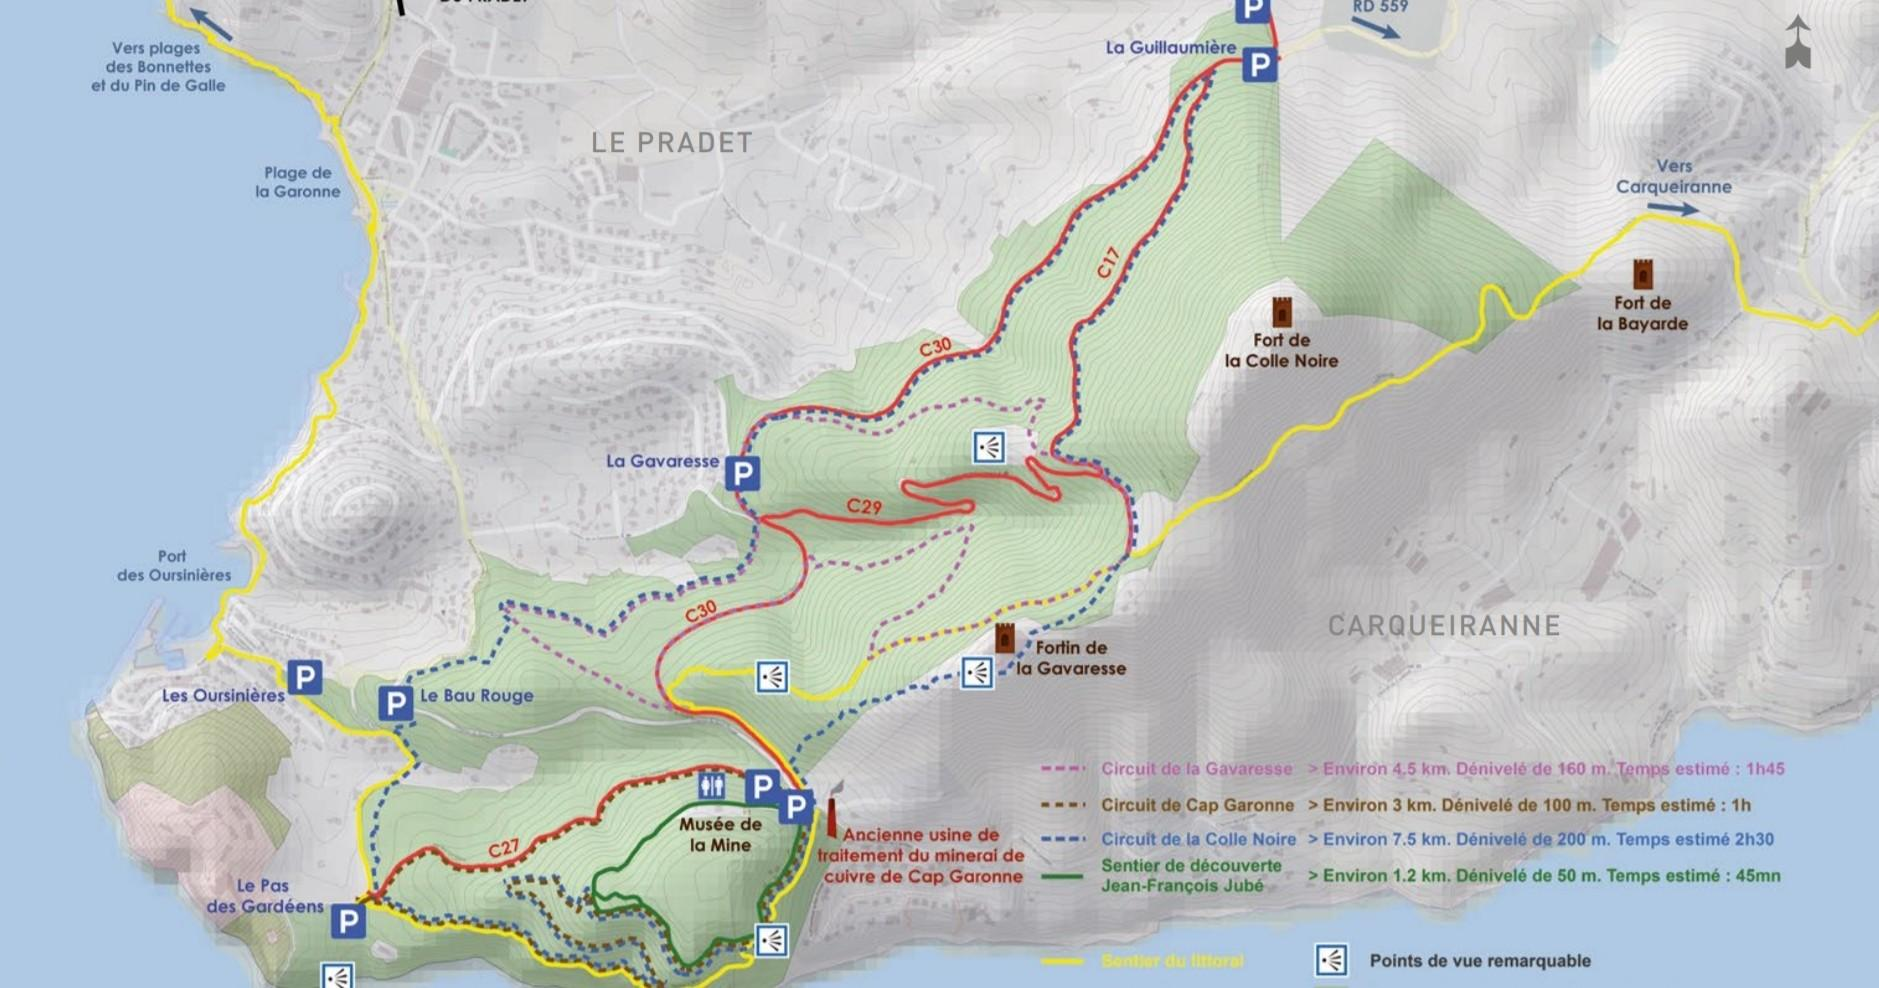 DU PRADET
RD 559
Vers plages
des Bonnettes
et du Pin de Galle
La Guillaumière
P
P
LE PRADET
Plage de
la Garonne
Vers
Carqueiranne
C17
Fort de
la Bayarde
Fort de
la Colle Noire
C30
La Gavaresse
P
C29
Port
des Oursinières
C30
CARQUEIRANNE
Fortin de
la Gavaresse
Les Oursinières
P
P
Le Bau Rouge
P
P
Musée de
la Mine
Ancienne usine de
traitement du minerai de
cuivre de Cap Garonne
C27
Le Pas
des Gardéens
P
Circuit de la Gavaresse > Environ 4.5 km. Dénivelé de 160 m. Temps estimé : 1h45
Circuit de Cap Garonne > Environ 3 km. Dénivelé de 100 m. Temps estimé : 1h
Circuit de la Colle Noire > Environ 7.5 km. Dénivelé de 200 m. Temps estimé 2h30
Sentier de découverte
Jean-François Jubé > Environ 1.2 km. Dénivelé de 50 m. Temps estimé : 45mn
Sentier du littoral
Points de vue remarquable